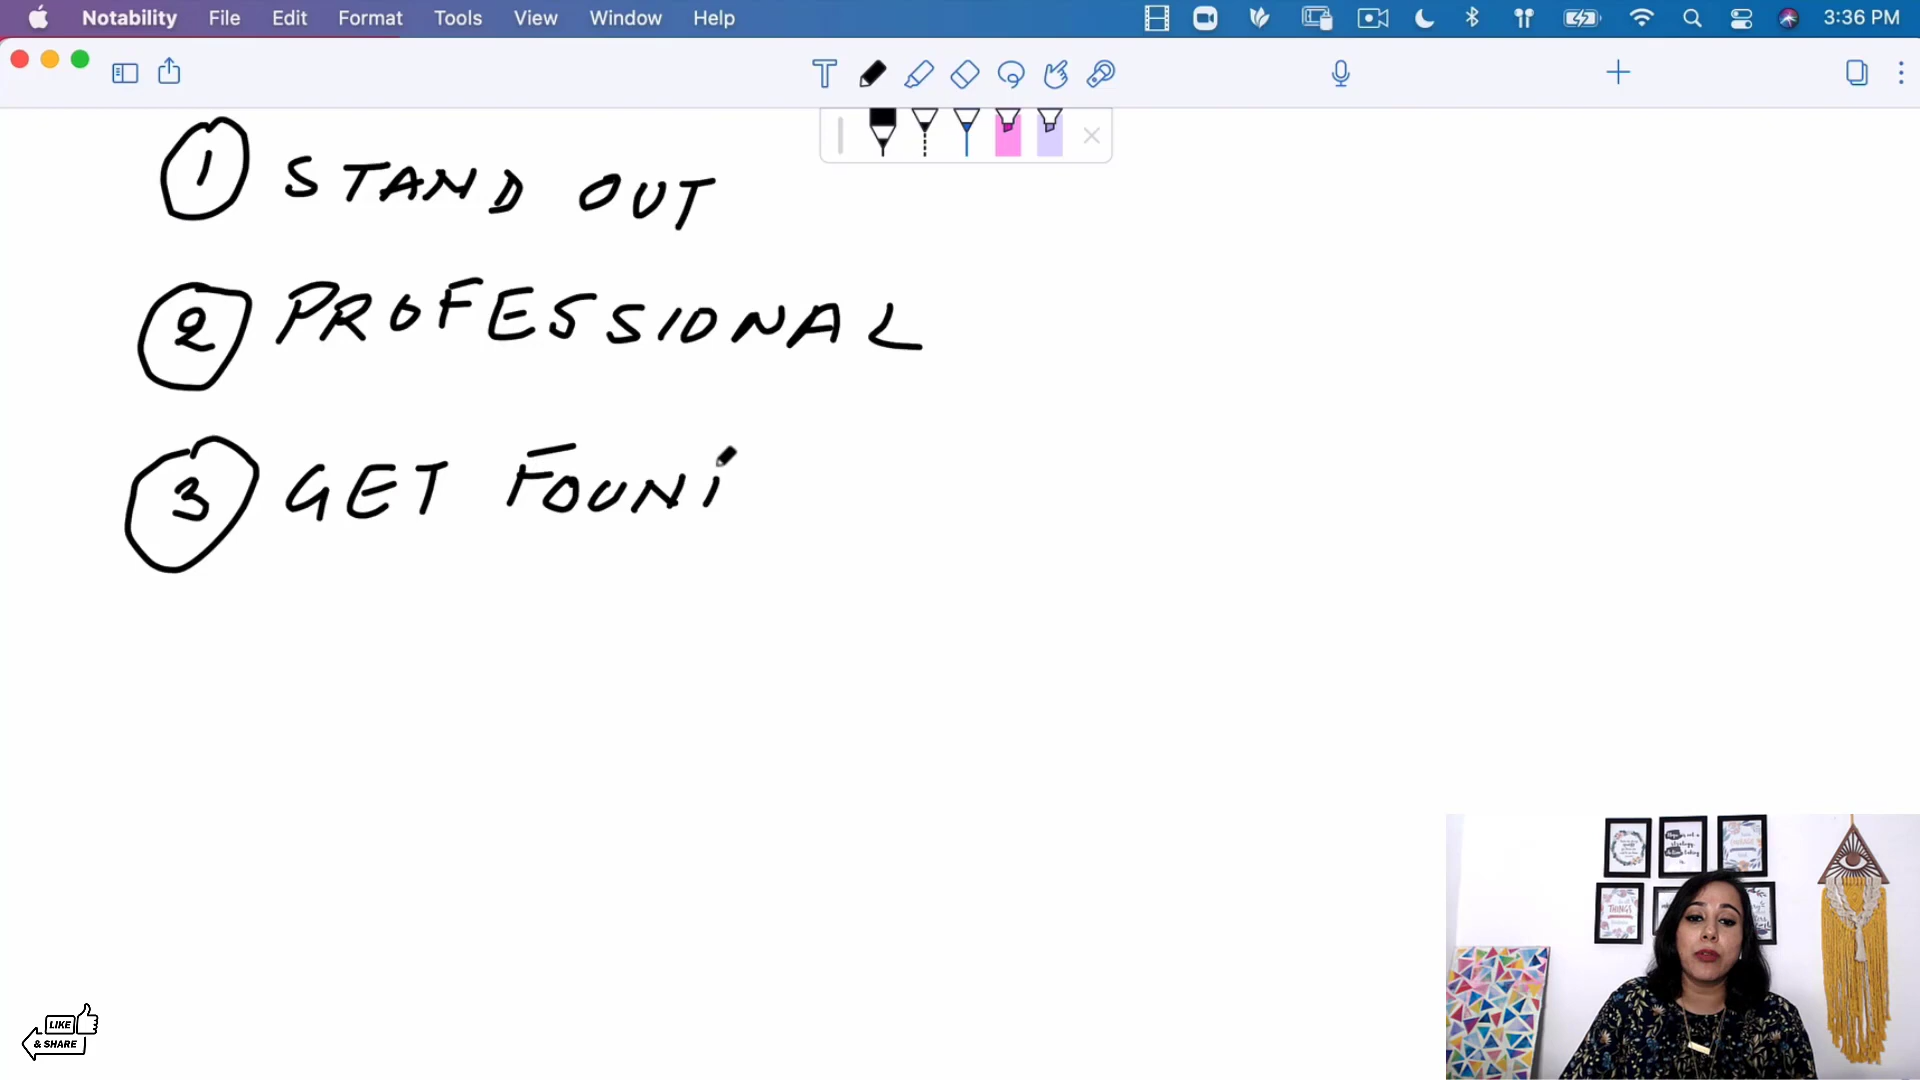 Notability File Edit Format Tools View Window Help 3:36 PM
1 STAND OUT
2 PROFESSIONAL
3 GET FOUNI
THINGS
LIKE
& SHARE